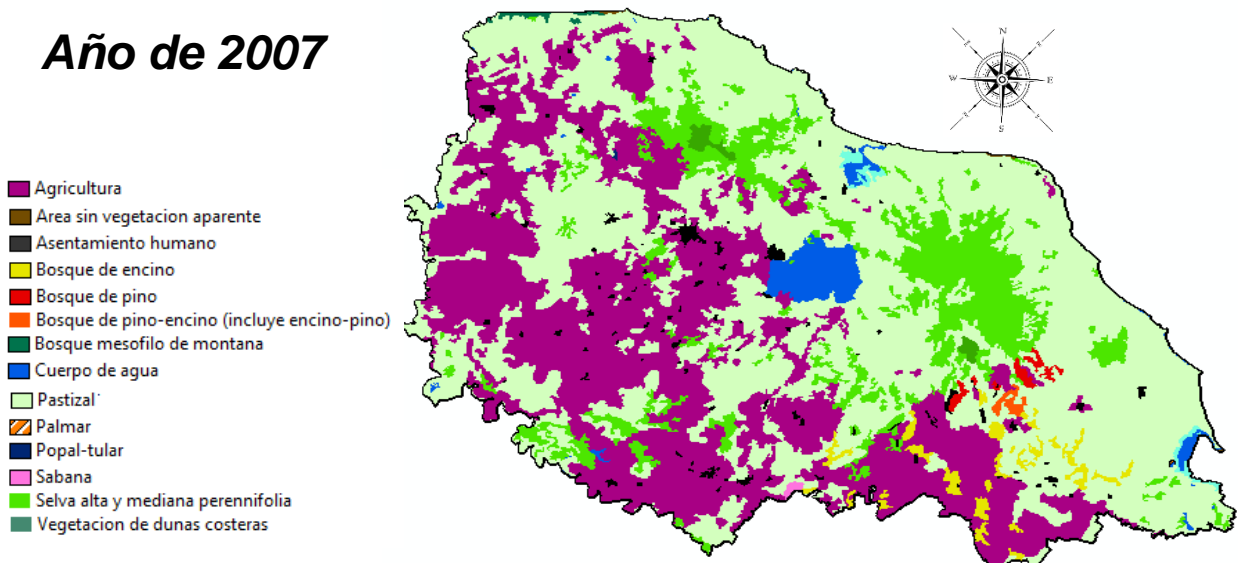 Año de 2007
N
W
E
S
Agricultura
Area sin vegetacion aparente
Asentamiento humano
Bosque de encino
Bosque de pino
Bosque de pino-encino (incluye encino-pino)
Bosque mesofilo de montana
Cuerpo de agua
Pastizal
Palmar
Popal-tular
Sabana
Selva alta y mediana perennifolia
Vegetacion de dunas costeras